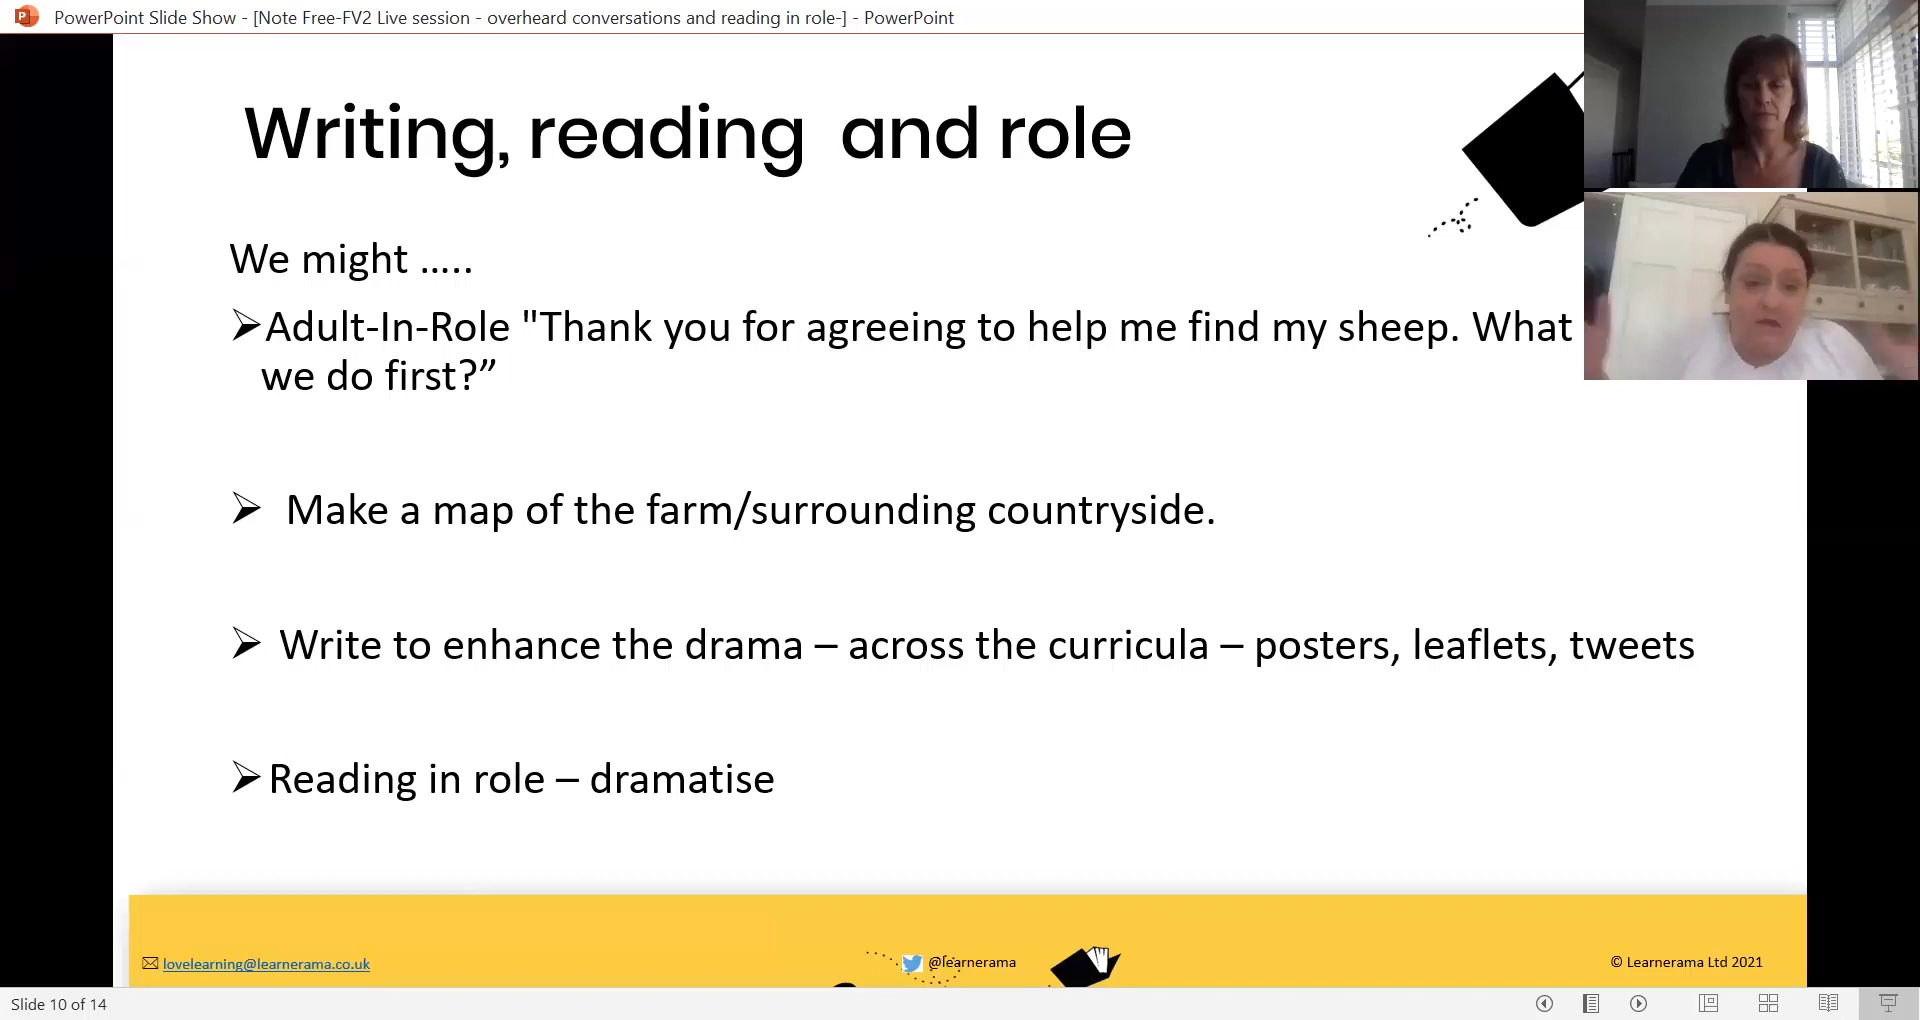 PowerPoint Slide Show - [Note Free-FV2 Live session - overheard conversations and reading in role-] - PowerPoint
Writing, reading  and role
We might …..
➢Adult-In-Role "Thank you for agreeing to help me find my sheep. What
we do first?”
➢ Make a map of the farm/surrounding countryside.
➢ Write to enhance the drama – across the curricula – posters, leaflets, tweets
➢Reading in role – dramatise
lovelearning@learnerama.co.uk
@learnerama
© Learnerama Ltd 2021
Slide 10 of 14